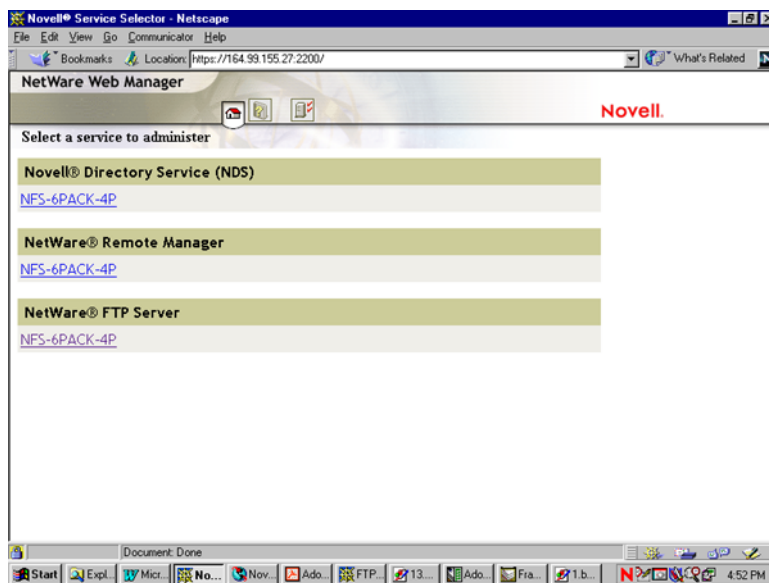 Novell® Service Selector - Netscape
File Edit View Go Communicator Help
Bookmarks Location: https://164.99.155.27:2200/ What's Related N
NetWare Web Manager
Novell.
Select a service to administer
Novell® Directory Service (NDS)
NFS-6PACK-4P
NetWare® Remote Manager
NFS-6PACK-4P
NetWare® FTP Server
NFS-6PACK-4P
Document: Done
Start Expl... Micr... No... Nov... Ado... FTP... 13... Ado... Fra... 1.b... N 4:52 PM